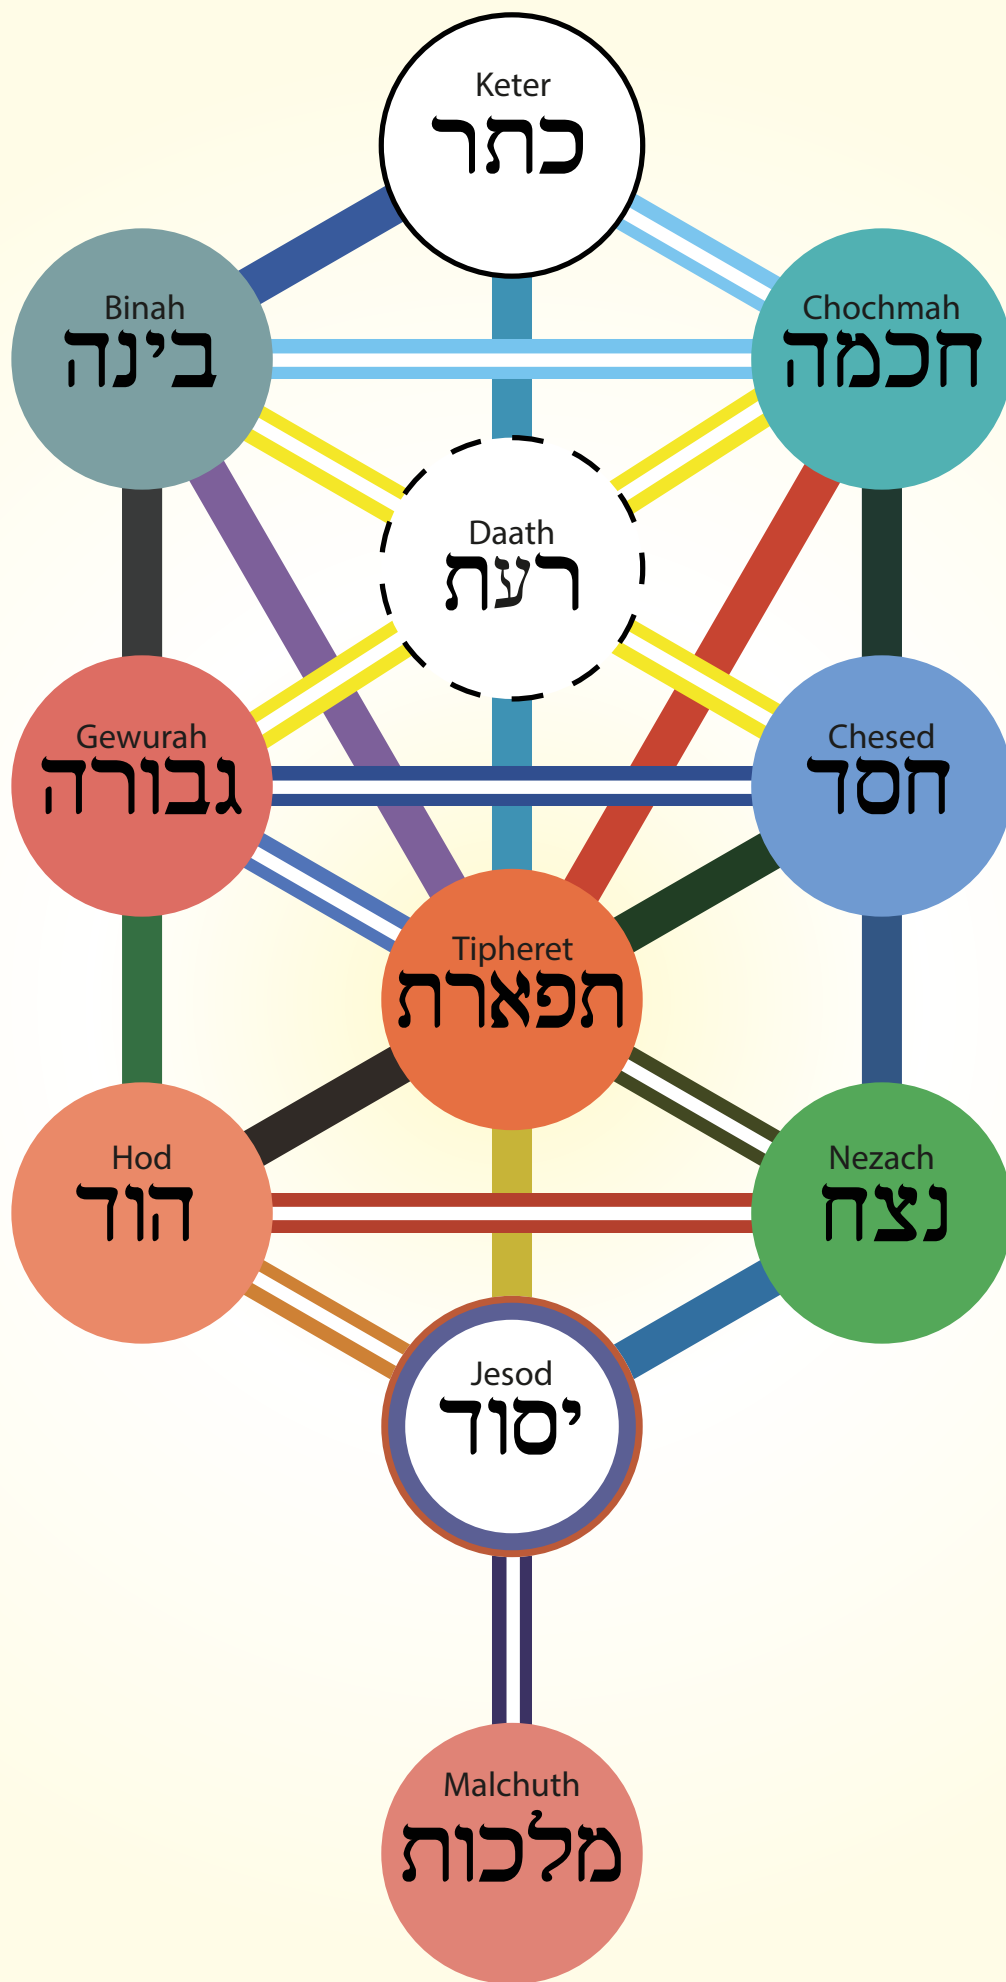 Keter
כתר
Binah
בינה
Chochmah
חכמה
Daath
רעת
Gewurah
גבורה
Chesed
חסד
Tipheret
תפארת
Hod
הוד
Nezach
נצח
Jesod
יסוד
Malchuth
מלכות